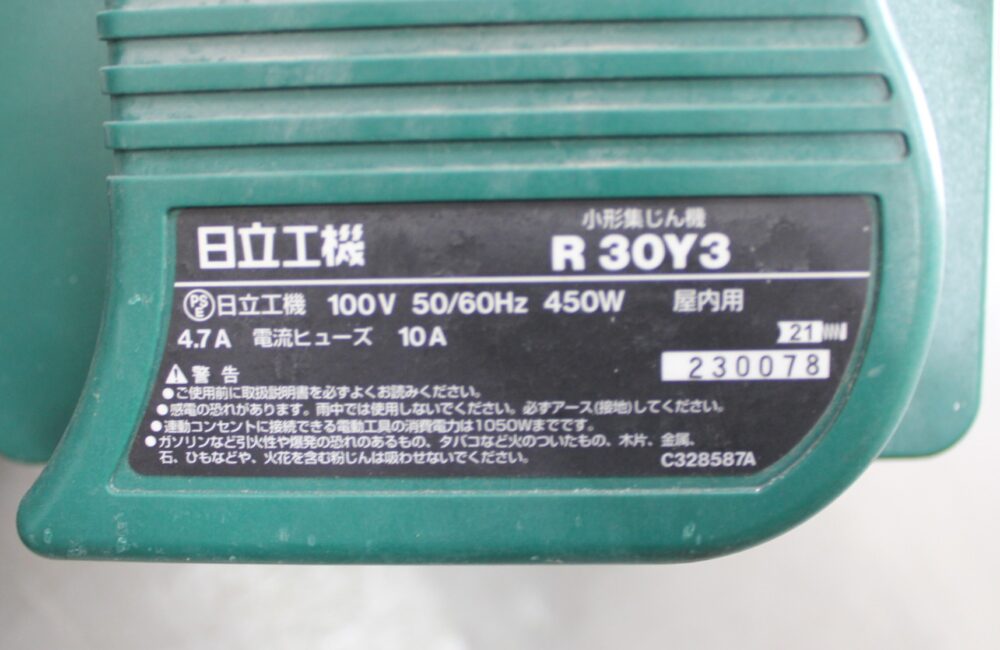 小形集じん機
日立工機 R 30Y3
PSE 日立工機 100V 50/60Hz 450W 屋内用
4.7A 電流ヒューズ 10A
21
230078
警告
●ご使用前に取扱説明書を必ずよくお読みください。
●感電の恐れがあります。雨中では使用しないでください。必ずアース(接地)してください。
●連動コンセントに接続できる電動工具の消費電力は1050Wまでです。
●ガソリンなど引火性や爆発の恐れのあるもの、タバコなど火のついたもの、木片、金属、
石、ひもなどや、火花を含む粉じんは吸わせないでください。
C328587A